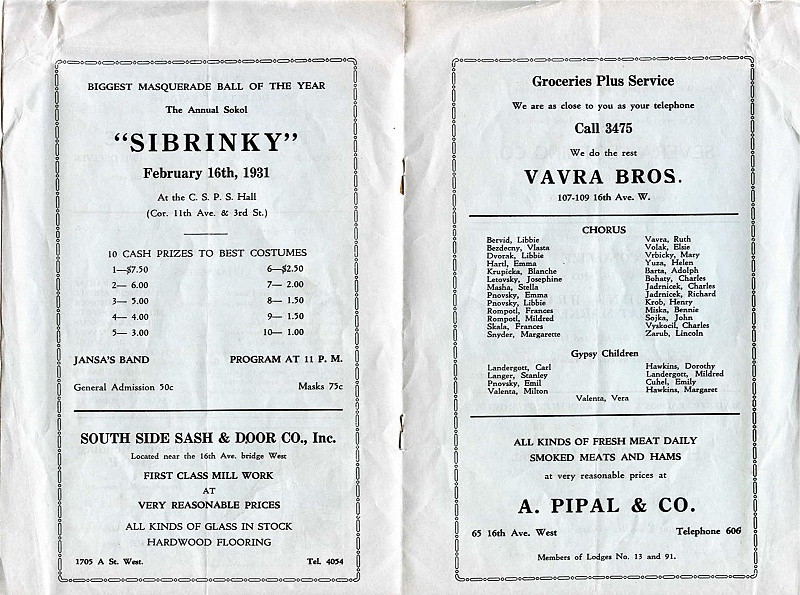 BIGGEST MASQUERADE BALL OF THE YEAR
The Annual Sokol
“SIBRINKY”
February 16th, 1931
At the C. S. P. S. Hall
(Cor. 11th Ave. & 3rd St.)
10 CASH PRIZES TO BEST COSTUMES
1—$7.50 6—$2.50
2— 6.00 7— 2.00
3— 5.00 8— 1.50
4— 4.00 9— 1.50
5— 3.00 10— 1.00
JANSA'S BAND PROGRAM AT 11 P. M.
General Admission 50c Masks 75c
SOUTH SIDE SASH & DOOR CO., Inc.
Located near the 16th Ave. bridge West
FIRST CLASS MILL WORK
AT
VERY REASONABLE PRICES
ALL KINDS OF GLASS IN STOCK
HARDWOOD FLOORING
1705 A St. West. Tel. 4054
Groceries Plus Service
We are as close to you as your telephone
Call 3475
We do the rest
VAVRA BROS.
107-109 16th Ave. W.
CHORUS
Bervid, Libbie
Bezdecny, Vlasta
Dvorak, Libbie
Hartl, Emma
Krupicka, Blanche
Letovsky, Josephine
Masha, Stella
Pnovsky, Emma
Pnovsky, Libbie
Rompotl, Frances
Rompotl, Mildred
Skala, Frances
Snyder, Margarette
Vavra, Ruth
Volak, Elsie
Vrbicky, Mary
Yuza, Helen
Barta, Adolph
Bohaty, Charles
Jadrnicek, Charles
Jadrnicek, Richard
Krob, Henry
Miska, Bennie
Sojka, John
Vyskocil, Charles
Zarub, Lincoln
Gypsy Children
Landergott, Carl
Langer, Stanley
Pnovsky, Emil
Valenta, Milton
Hawkins, Dorothy
Landergott, Mildred
Cuhel, Emily
Hawkins, Margaret
Valenta, Vera
ALL KINDS OF FRESH MEAT DAILY
SMOKED MEATS AND HAMS
at very reasonable prices at
A. PIPAL & CO.
65 16th Ave. West Telephone 606
Members of Lodges No. 13 and 91.